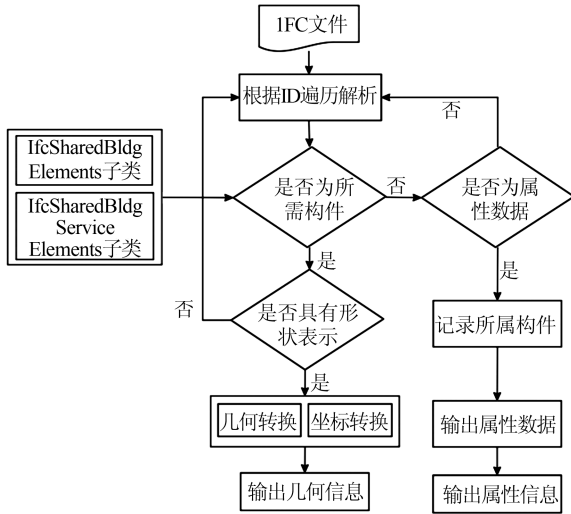 1FC文件
根据ID遍历解析
否
IfcSharedBldg
Elements子类
IfcSharedBldg
Service
Elements子类
是否为所
需构件
否
是否为属
性数据
是
是
否
是否具有形
状表示
记录所属构件
是
几何转换
坐标转换
输出属性数据
输出几何信息
输出属性信息